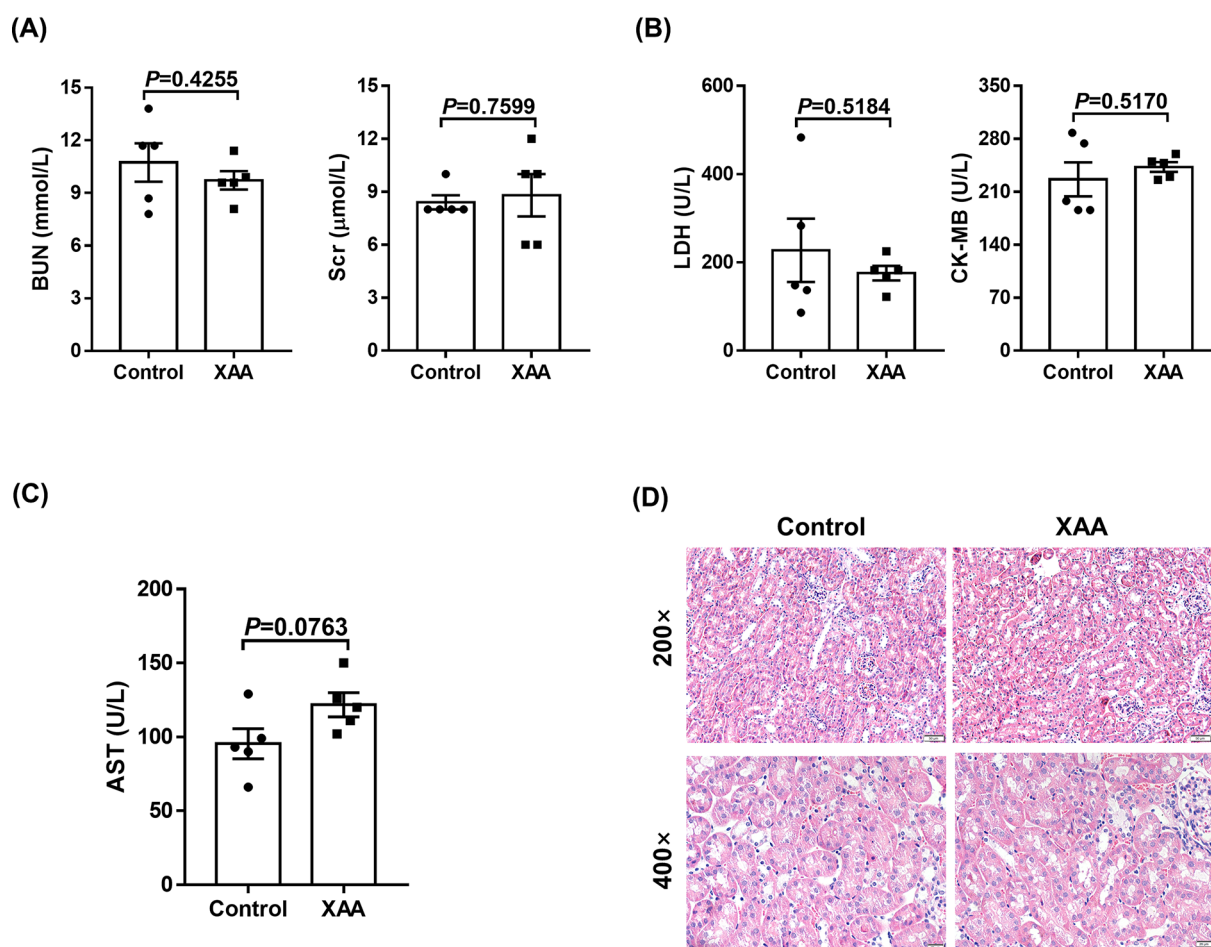 (A)
P=0.4255
BUN (mmol/L)
15
12
9
6
3
0
Control XAA
P=0.7599
Scr (μmol/L)
15
12
9
6
3
0
Control XAA
(B)
P=0.5184
LDH (U/L)
600
400
200
0
Control XAA
P=0.5170
CK-MB (U/L)
350
280
210
140
70
0
Control XAA
(C)
P=0.0763
AST (U/L)
200
150
100
50
0
Control XAA
(D)
Control XAA
200×
400×